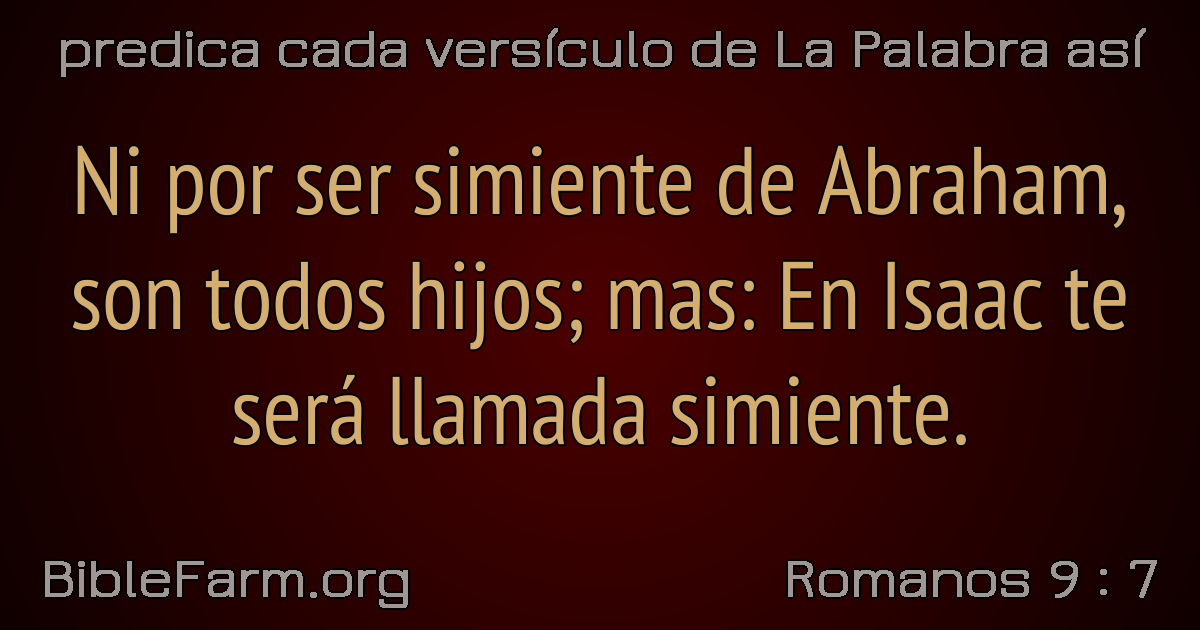 predica cada versículo de La Palabra así
Ni por ser simiente de Abraham,
son todos hijos; mas: En Isaac te
será llamada simiente.
BibleFarm.org
Romanos 9 : 7